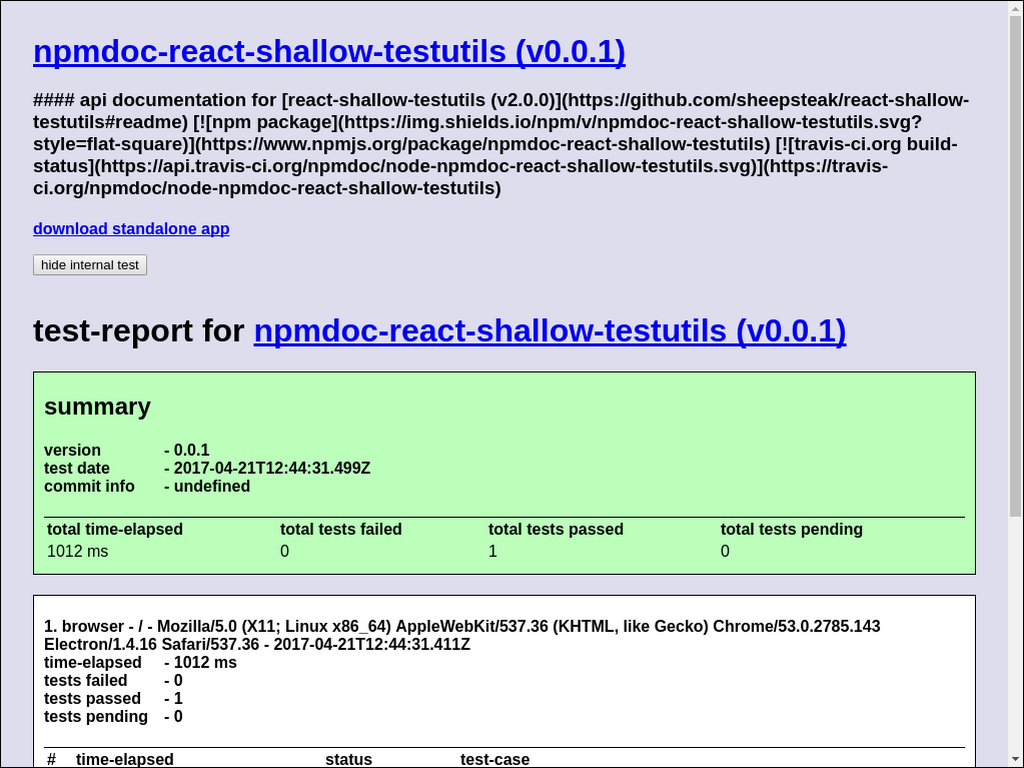 npmdoc-react-shallow-testutils (v0.0.1)
#### api documentation for [react-shallow-testutils (v2.0.0)](https://github.com/sheepsteak/react-shallow-
testutils#readme) [![npm package](https://img.shields.io/npm/v/npmdoc-react-shallow-testutils.svg?
style=flat-square)](https://www.npmjs.org/package/npmdoc-react-shallow-testutils) [![travis-ci.org build-
status](https://api.travis-ci.org/npmdoc/node-npmdoc-react-shallow-testutils.svg)](https://travis-
ci.org/npmdoc/node-npmdoc-react-shallow-testutils)
download standalone app
hide internal test
test-report for npmdoc-react-shallow-testutils (v0.0.1)
summary
version - 0.0.1
test date - 2017-04-21T12:44:31.499Z
commit info - undefined
total time-elapsed total tests failed total tests passed total tests pending
1012 ms 0 1 0
1. browser - / - Mozilla/5.0 (X11; Linux x86_64) AppleWebKit/537.36 (KHTML, like Gecko) Chrome/53.0.2785.143
Electron/1.4.16 Safari/537.36 - 2017-04-21T12:44:31.411Z
time-elapsed - 1012 ms
tests failed - 0
tests passed - 1
tests pending - 0
# time-elapsed status test-case